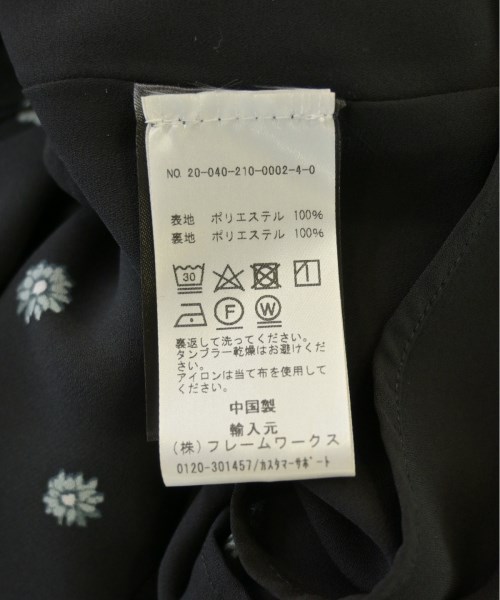 NO. 20-040-210-0002-4-0
表地 ポリエステル 100%
裏地 ポリエステル 100%
30
F W
裏返して洗ってください。
タンブラー乾燥はお避けくだ
さい。
アイロンは当て布を使用して
ください。
中国製
輸入元
(株)フレームワークス
0120-301457/カスタマーサポート